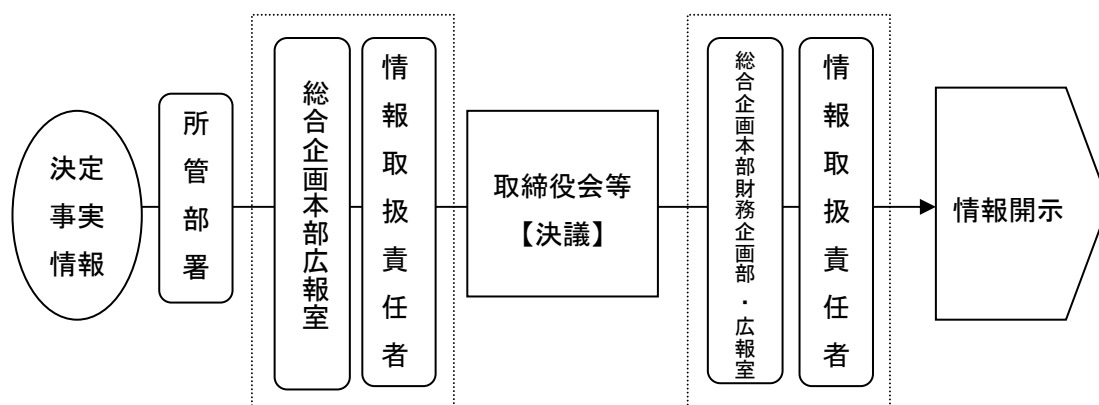 決定
事実
情報
所管部署
総合企画本部広報室
情報取扱責任者
取締役会等
【決議】
総合企画本部財務企画部・広報室
情報取扱責任者
情報開示